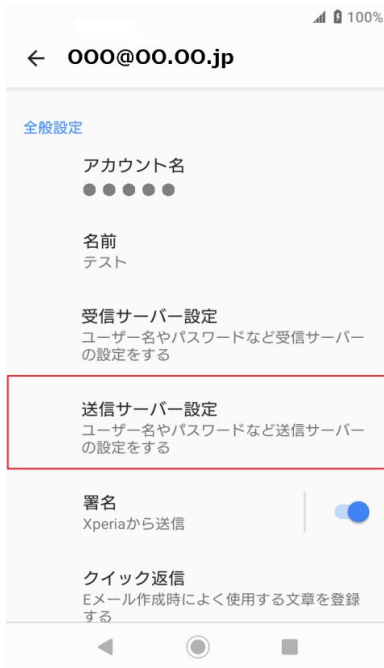 100%
← OOO@OO.OO.jp
全般設定
アカウント名
●●●●●
名前
テスト
受信サーバー設定
ユーザー名やパスワードなど受信サーバー
の設定をする
送信サーバー設定
ユーザー名やパスワードなど送信サーバー
の設定をする
署名
Xperiaから送信
クイック返信
Eメール作成時によく使用する文章を登録
する